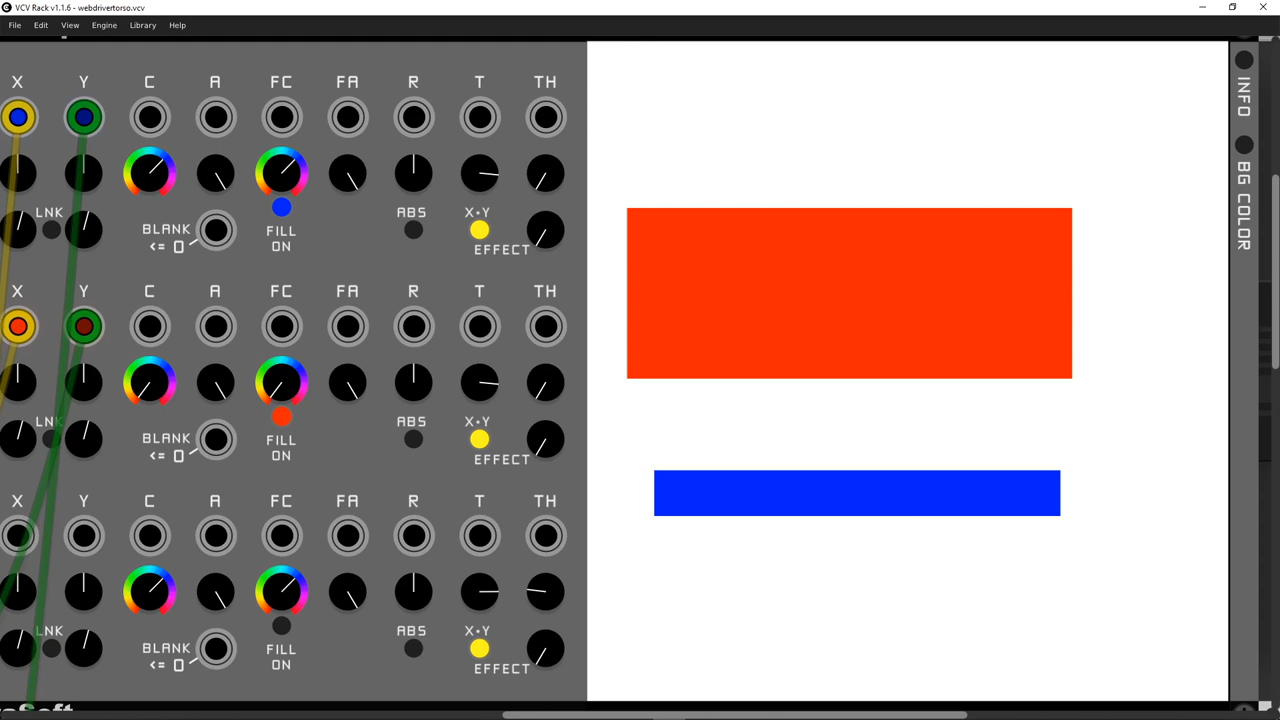 VCV Rack v1.1.6 - webdrivertorso.vcv
File Edit View Engine Library Help
X Y C A FC FA R T TH
LNK BLANK <= 0 FILL ON ABS X•Y EFFECT
X Y C A FC FA R T TH
LNK BLANK <= 0 FILL ON ABS X•Y EFFECT
X Y C A FC FA R T TH
LNK BLANK <= 0 FILL ON ABS X•Y EFFECT
INFO
BG COLOR